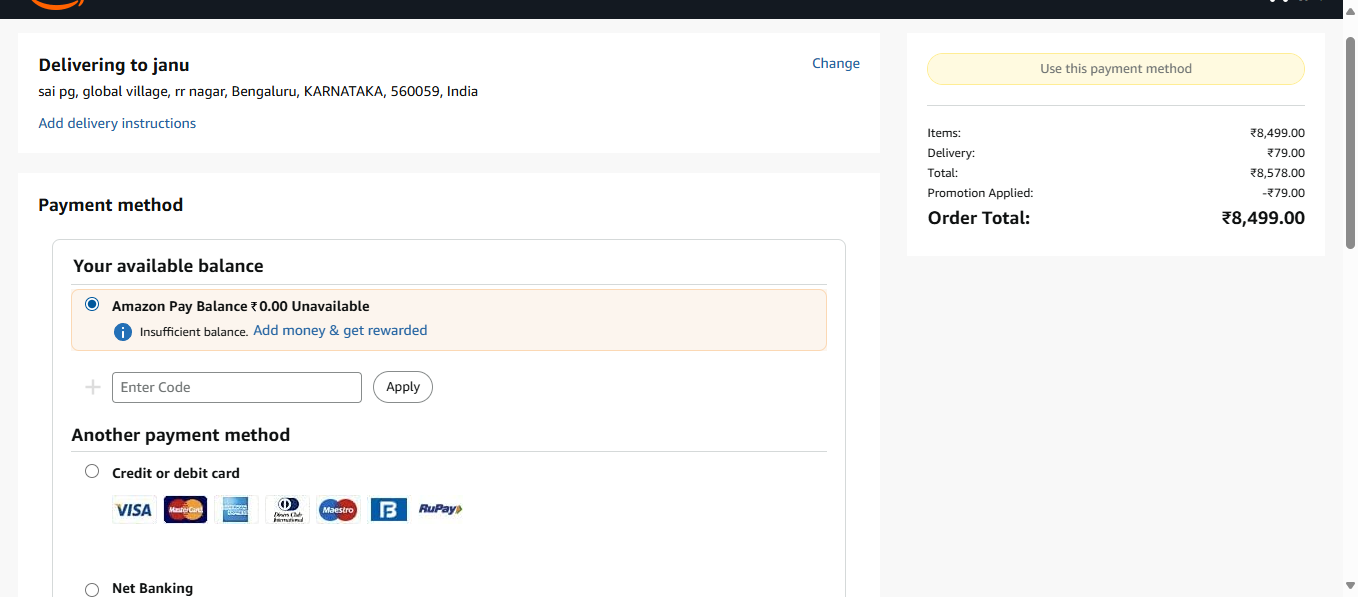 Delivering to janu
Change
sai pg, global village, rr nagar, Bengaluru, KARNATAKA, 560059, India
Add delivery instructions
Payment method
Your available balance
Amazon Pay Balance ₹0.00 Unavailable
Insufficient balance. Add money & get rewarded
Enter Code
Apply
Another payment method
Credit or debit card
VISA MasterCard AMERICAN EXPRESS Diners Club International Maestro B RuPay
Net Banking
Use this payment method
Items: ₹8,499.00
Delivery: ₹79.00
Total: ₹8,578.00
Promotion Applied: -₹79.00
Order Total: ₹8,499.00